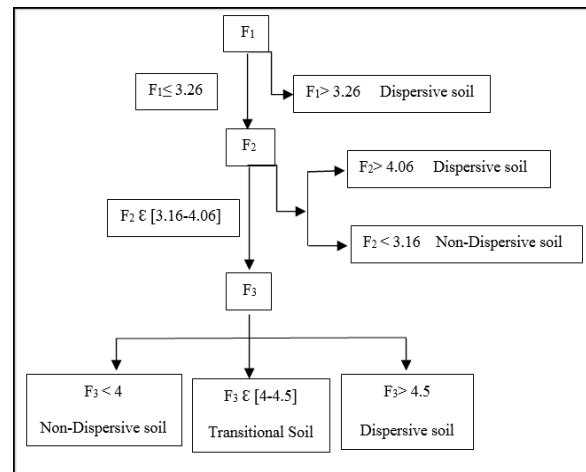 F₁
F₁≤ 3.26
F₁> 3.26 Dispersive soil
F₂
F₂> 4.06 Dispersive soil
F₂ Ɛ [3.16-4.06]
F₂ < 3.16 Non-Dispersive soil
F₃
F₃ < 4
Non-Dispersive soil
F₃ Ɛ [4-4.5]
Transitional Soil
F₃> 4.5
Dispersive soil